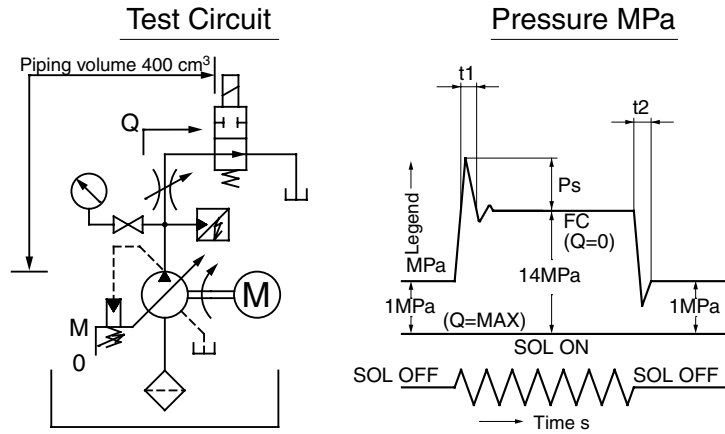 Test Circuit
Piping volume 400 cm³
Q
M
M
0
Pressure MPa
t1
t2
Legend
Ps
FC
(Q=0)
MPa
14MPa
1MPa
1MPa
(Q=MAX)
SOL ON
SOL OFF
SOL OFF
Time s